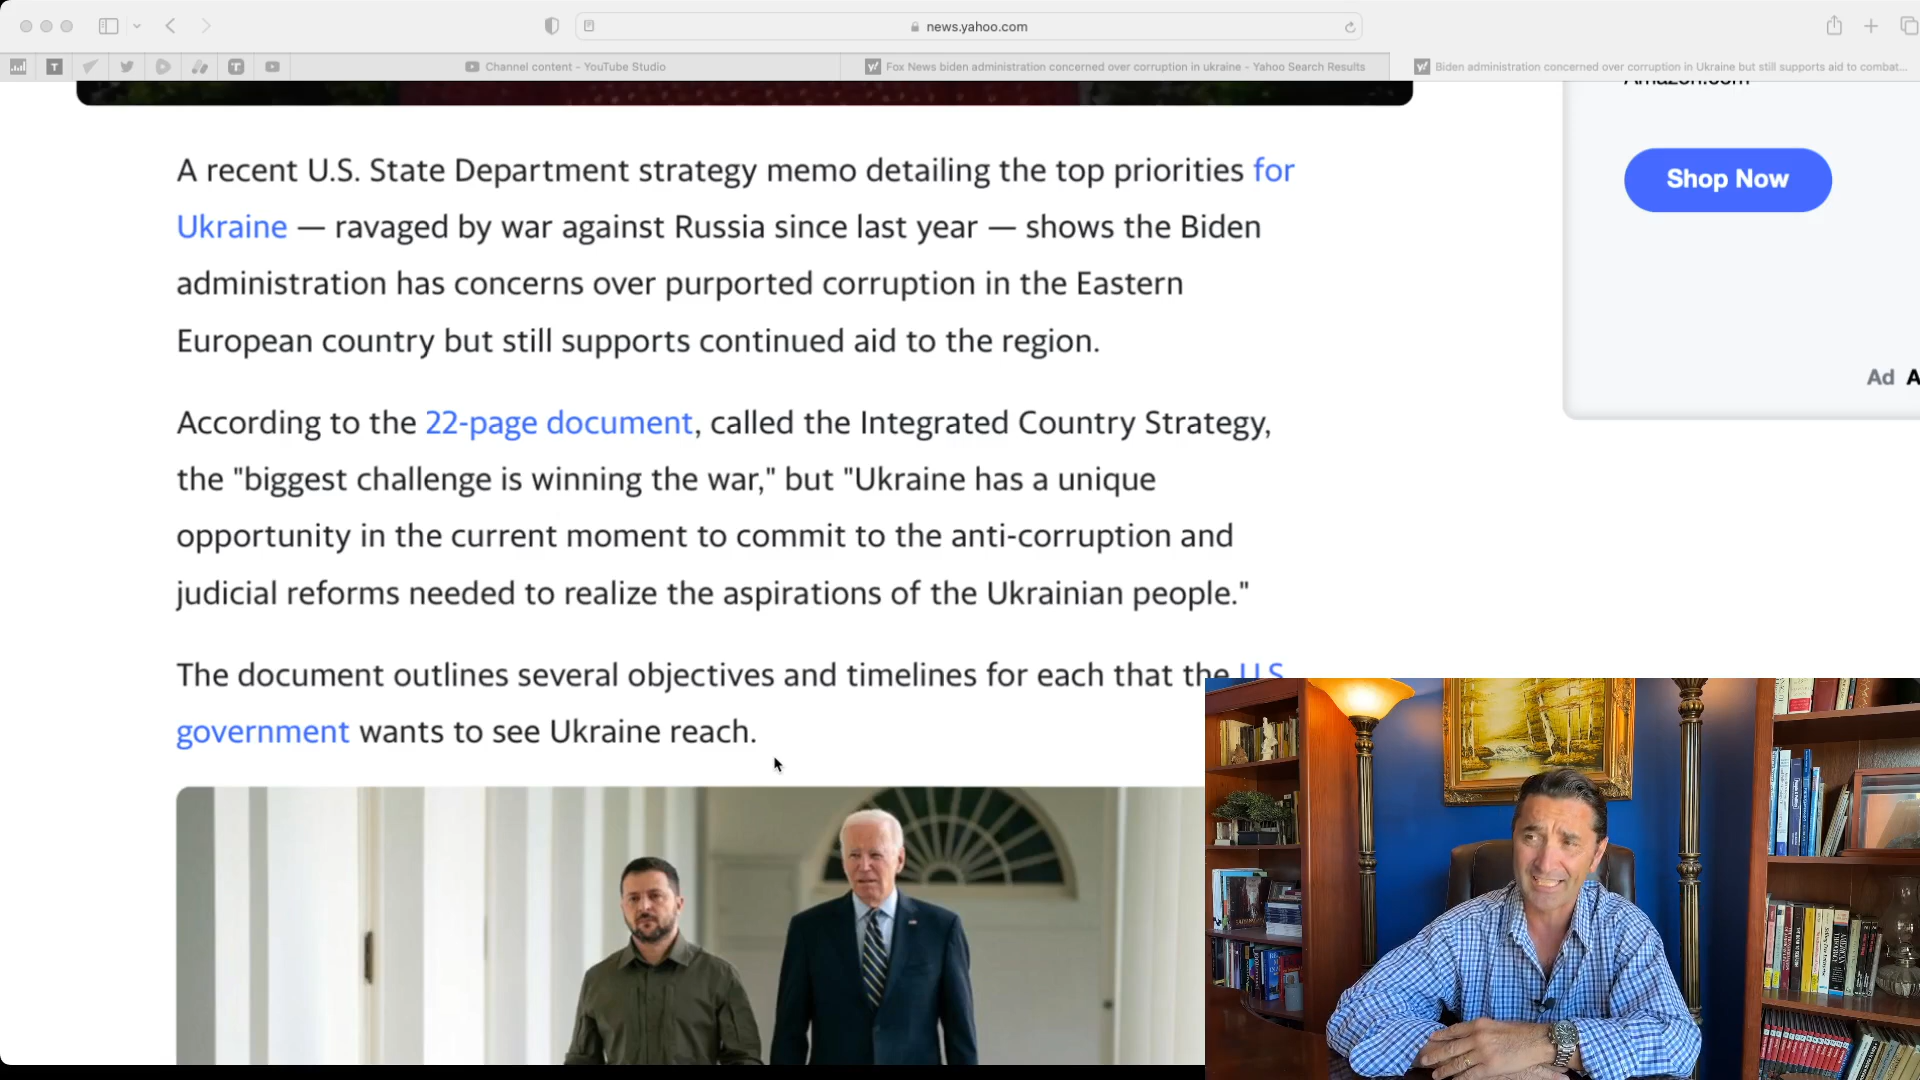 news.yahoo.com
Channel content – YouTube Studio
Fox News biden administration concerned over corruption in ukraine - Yahoo Search Results
Biden administration concerned over corruption in Ukraine but still supports aid to combat...
Amazon.com
A recent U.S. State Department strategy memo detailing the top priorities for
Ukraine — ravaged by war against Russia since last year — shows the Biden
administration has concerns over purported corruption in the Eastern
European country but still supports continued aid to the region.
Shop Now
Ad A
According to the 22-page document, called the Integrated Country Strategy,
the "biggest challenge is winning the war," but "Ukraine has a unique
opportunity in the current moment to commit to the anti-corruption and
judicial reforms needed to realize the aspirations of the Ukrainian people."
The document outlines several objectives and timelines for each that the U.S.
government wants to see Ukraine reach.